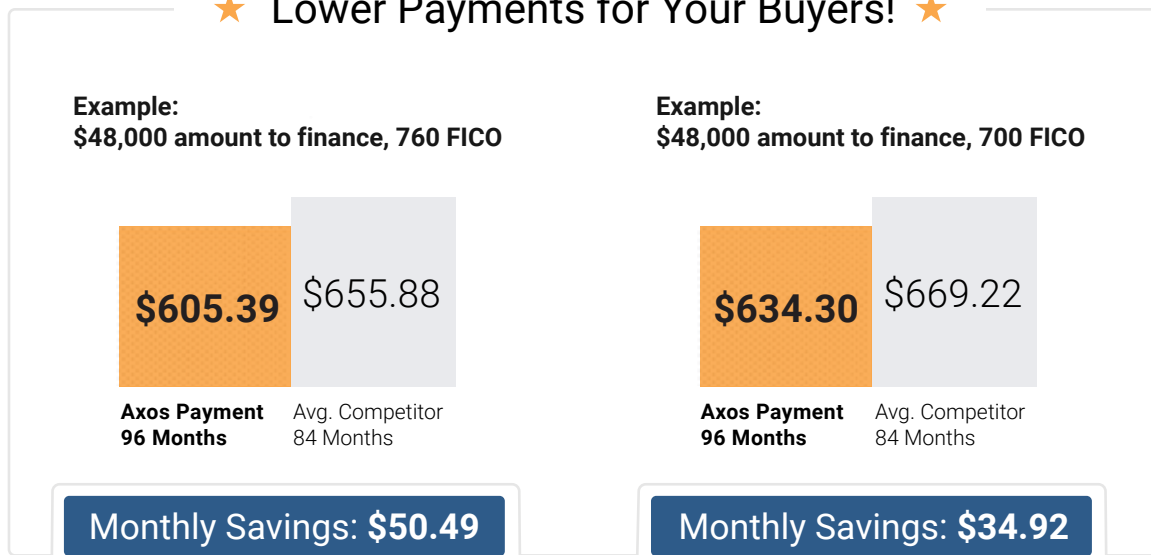 Lower Payments for Your Buyers!
Example:
$48,000 amount to finance, 760 FICO
$605.39
$655.88
Axos Payment
96 Months
Avg. Competitor
84 Months
Monthly Savings: $50.49
Example:
$48,000 amount to finance, 700 FICO
$634.30
$669.22
Axos Payment
96 Months
Avg. Competitor
84 Months
Monthly Savings: $34.92